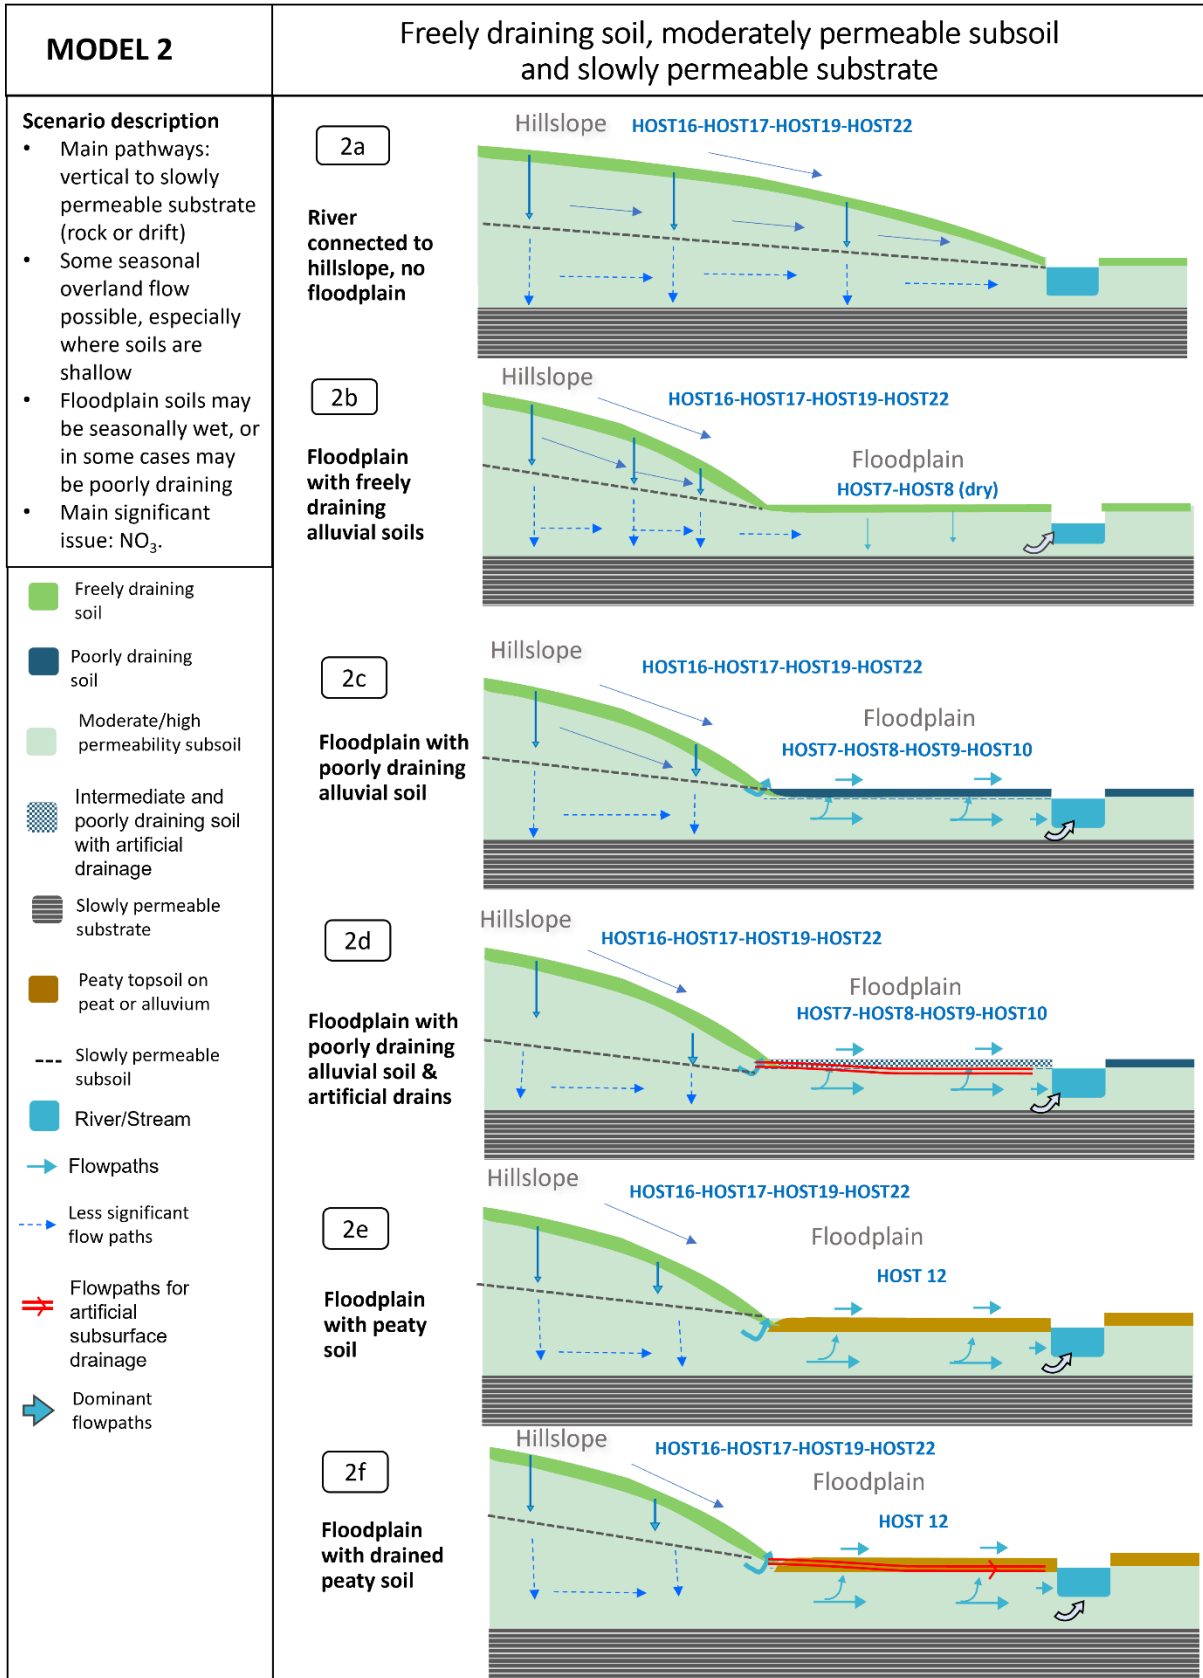 MODEL 2
Freely draining soil, moderately permeable subsoil
and slowly permeable substrate
Scenario description
• Main pathways:
vertical to slowly
permeable substrate
(rock or drift)
• Some seasonal
overland flow
possible, especially
where soils are
shallow
• Floodplain soils may
be seasonally wet, or
in some cases may
be poorly draining
• Main significant
issue: NO₃.
Freely draining
soil
Poorly draining
soil
Moderate/high
permeability subsoil
Intermediate and
poorly draining soil
with artificial
drainage
Slowly permeable
substrate
Peaty topsoil on
peat or alluvium
Slowly permeable
subsoil
River/Stream
Flowpaths
Less significant
flow paths
Flowpaths for
artificial
subsurface
drainage
Dominant
flowpaths
2a
River
connected to
hillslope, no
floodplain
Hillslope
HOST16-HOST17-HOST19-HOST22
2b
Floodplain
with freely
draining
alluvial soils
Hillslope
HOST16-HOST17-HOST19-HOST22
Floodplain
HOST7-HOST8 (dry)
2c
Floodplain with
poorly draining
alluvial soil
Hillslope
HOST16-HOST17-HOST19-HOST22
Floodplain
HOST7-HOST8-HOST9-HOST10
2d
Floodplain with
poorly draining
alluvial soil &
artificial drains
Hillslope
HOST16-HOST17-HOST19-HOST22
Floodplain
HOST7-HOST8-HOST9-HOST10
2e
Floodplain
with peaty
soil
Hillslope
HOST16-HOST17-HOST19-HOST22
Floodplain
HOST 12
2f
Floodplain
with drained
peaty soil
Hillslope
HOST16-HOST17-HOST19-HOST22
Floodplain
HOST 12